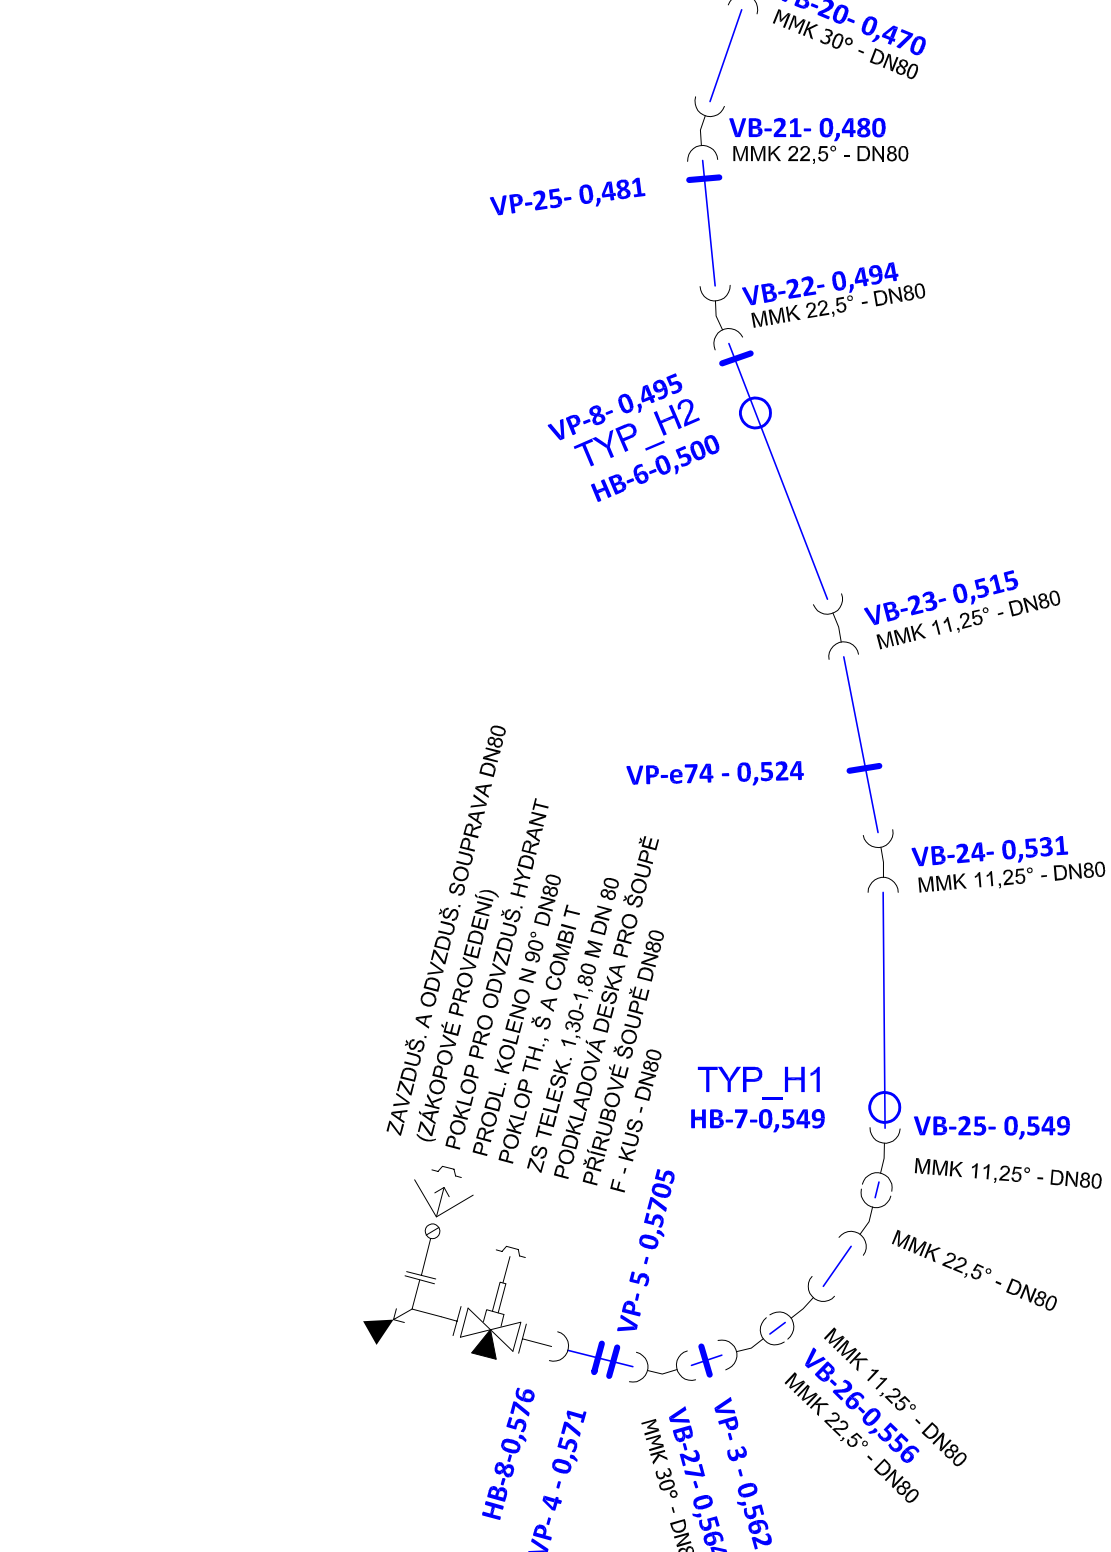 VB-20- 0,470
MMK 30° - DN80
VB-21- 0,480
MMK 22,5° - DN80
VP-25- 0,481
VB-22- 0,494
MMK 22,5° - DN80
VP-8- 0,495
TYP_H2
HB-6-0,500
VB-23- 0,515
MMK 11,25° - DN80
VP-e74 - 0,524
VB-24- 0,531
MMK 11,25° - DN80
ZAVZDUŠ. A ODVZDUŠ. SOUPRAVA DN80
(ZÁKOPOVÉ PROVEDENÍ)
POKLOP PRO ODVZDUŠ. HYDRANT
PRODL. KOLENO N 90° DN80
POKLOP TH., Š A COMBI T
ZS TELESK. 1,30-1,80 M DN 80
PODKLADOVÁ DESKA PRO ŠOUPĚ
PŘÍRUBOVÉ ŠOUPĚ DN80
F - KUS - DN80
TYP_H1
HB-7-0,549
VB-25- 0,549
MMK 11,25° - DN80
MMK 22,5° - DN80
VP- 5 - 0,5705
MMK 11,25° - DN80
VB-26-0,556
MMK 22,5° - DN80
HB-8-0,576
VP- 4 - 0,571
VP- 3 - 0,562
VB-27- 0,564
MMK 30° - DN8